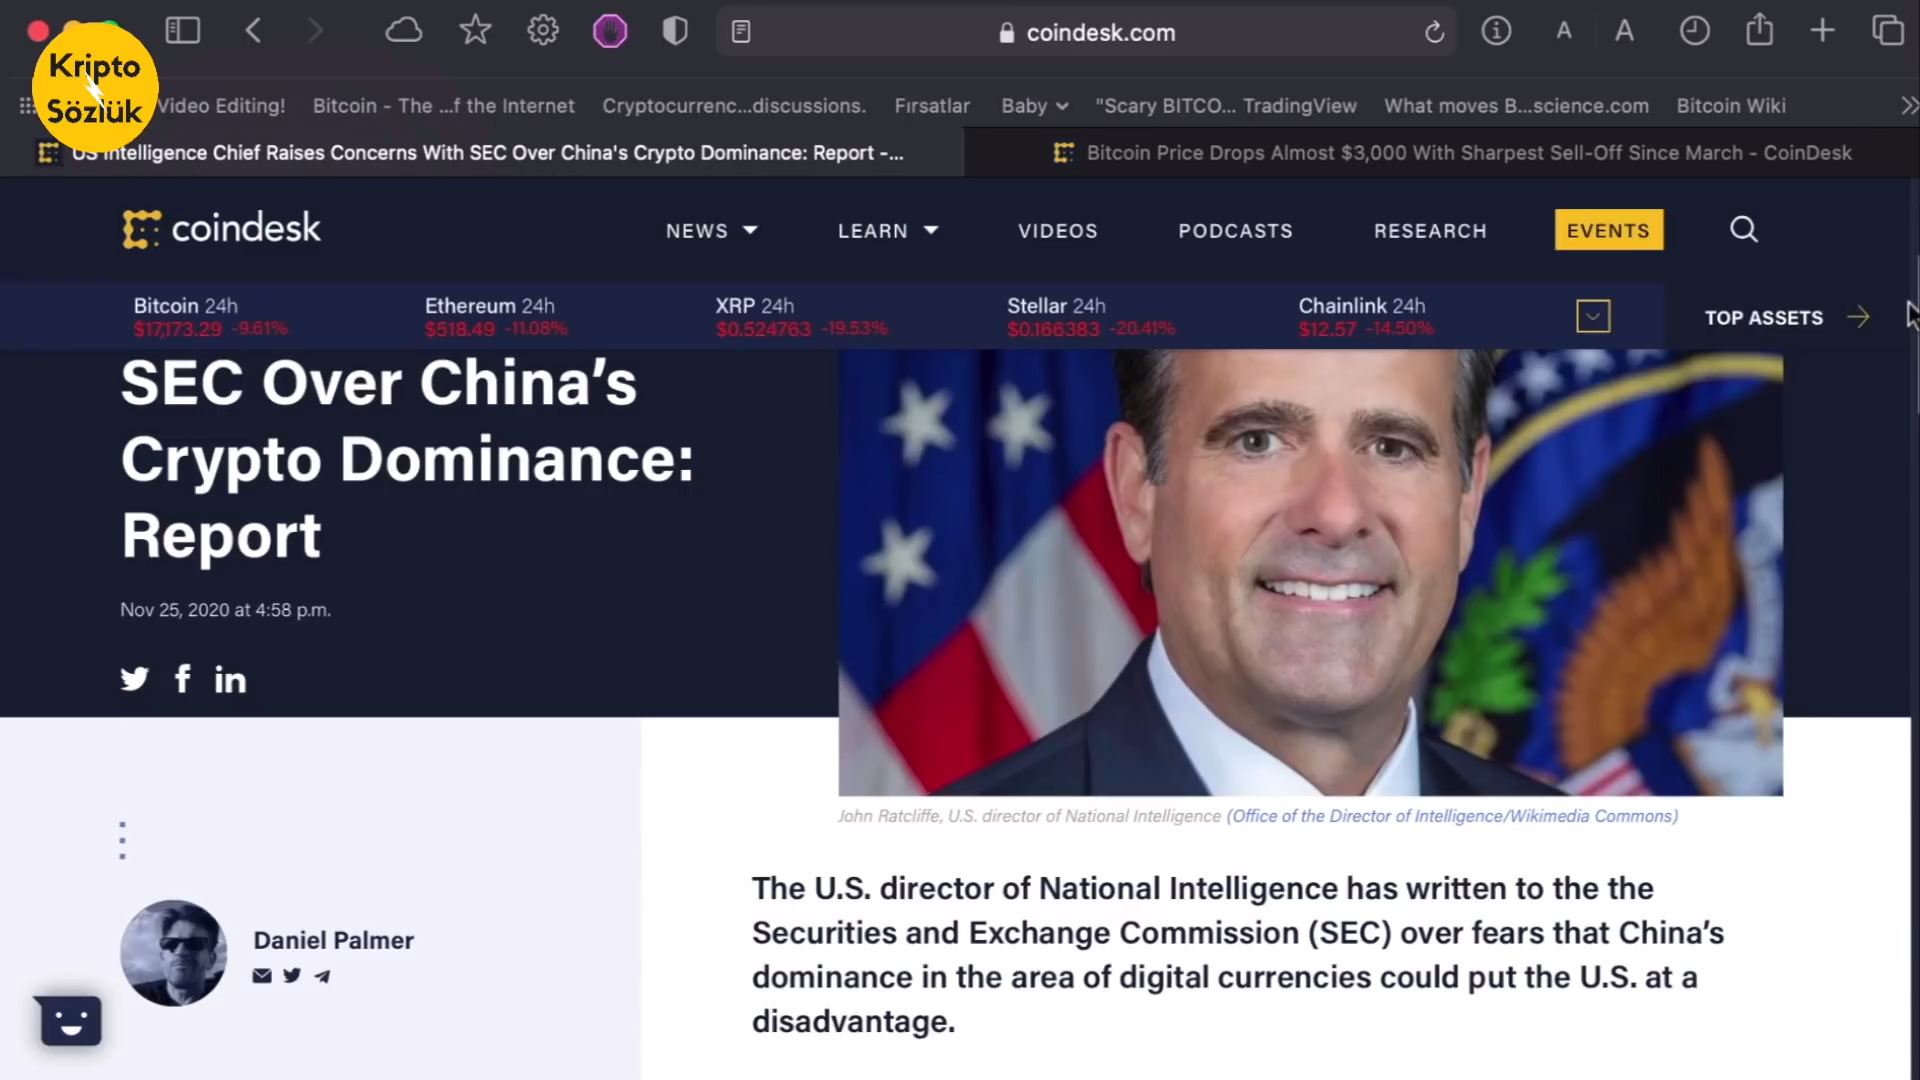 coindesk.com
A
A
Kripto
Sözlük
Video Editing!
Bitcoin - The ...f the Internet
Cryptocurrenc...discussions.
Fırsatlar
Baby
"Scary BITCO... TradingView
What moves B...science.com
Bitcoin Wiki
US Intelligence Chief Raises Concerns With SEC Over China's Crypto Dominance: Report -...
Bitcoin Price Drops Almost $3,000 With Sharpest Sell-Off Since March - CoinDesk
coindesk
NEWS
LEARN
VIDEOS
PODCASTS
RESEARCH
EVENTS
Bitcoin 24h
$17,173.29 -9.61%
Ethereum 24h
$518.49 -11.08%
XRP 24h
$0.524763 -19.53%
Stellar 24h
$0.166383 -20.41%
Chainlink 24h
$12.57 -14.50%
TOP ASSETS
SEC Over China's
Crypto Dominance:
Report
Nov 25, 2020 at 4:58 p.m.
John Ratcliffe, U.S. director of National Intelligence (Office of the Director of Intelligence/Wikimedia Commons)
Daniel Palmer
The U.S. director of National Intelligence has written to the the
Securities and Exchange Commission (SEC) over fears that China's
dominance in the area of digital currencies could put the U.S. at a
disadvantage.